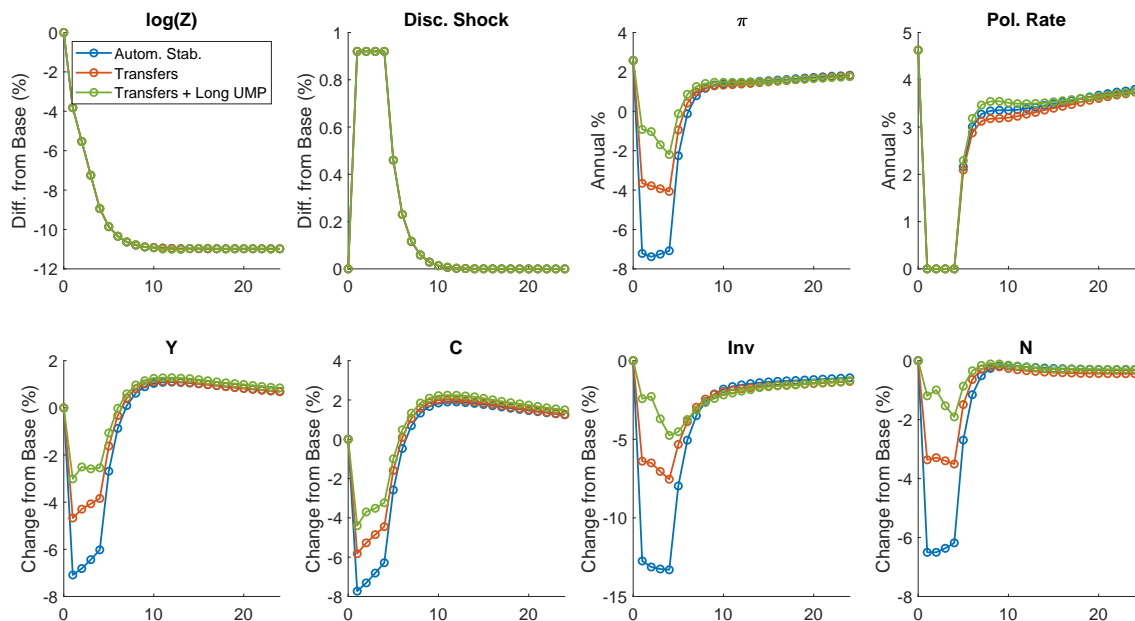 log(Z)
Disc. Shock
π
Pol. Rate
Diff. from Base (%)
0
-2
-4
-6
-8
-10
-12
0 10 20
Autom. Stab.
Transfers
Transfers + Long UMP
Diff. from Base (%)
1
0.8
0.6
0.4
0.2
0
0 10 20
Annual %
4
2
0
-2
-4
-6
-8
0 10 20
Annual %
5
4
3
2
1
0
0 10 20
Y
C
Inv
N
Change from Base (%)
2
0
-2
-4
-6
-8
0 10 20
Change from Base (%)
4
2
0
-2
-4
-6
-8
0 10 20
Change from Base (%)
0
-5
-10
-15
0 10 20
Change from Base (%)
0
-2
-4
-6
-8
0 10 20